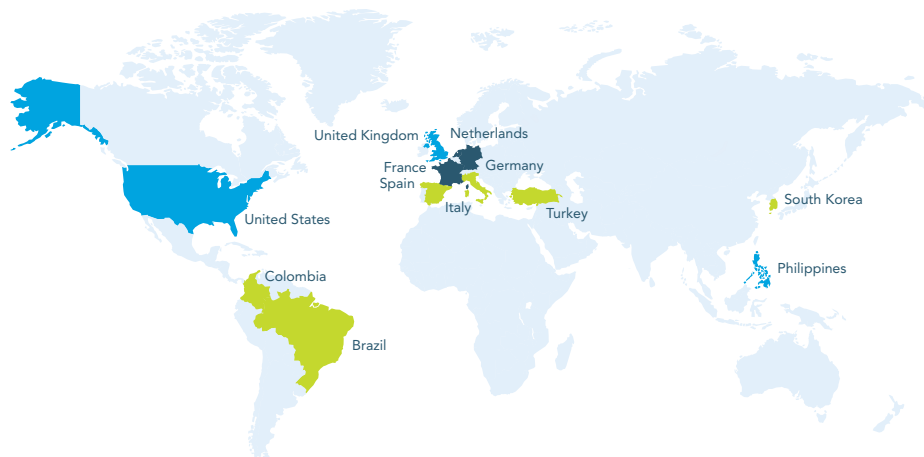 United Kingdom
Netherlands
France
Germany
Spain
Italy
Turkey
South Korea
United States
Philippines
Colombia
Brazil